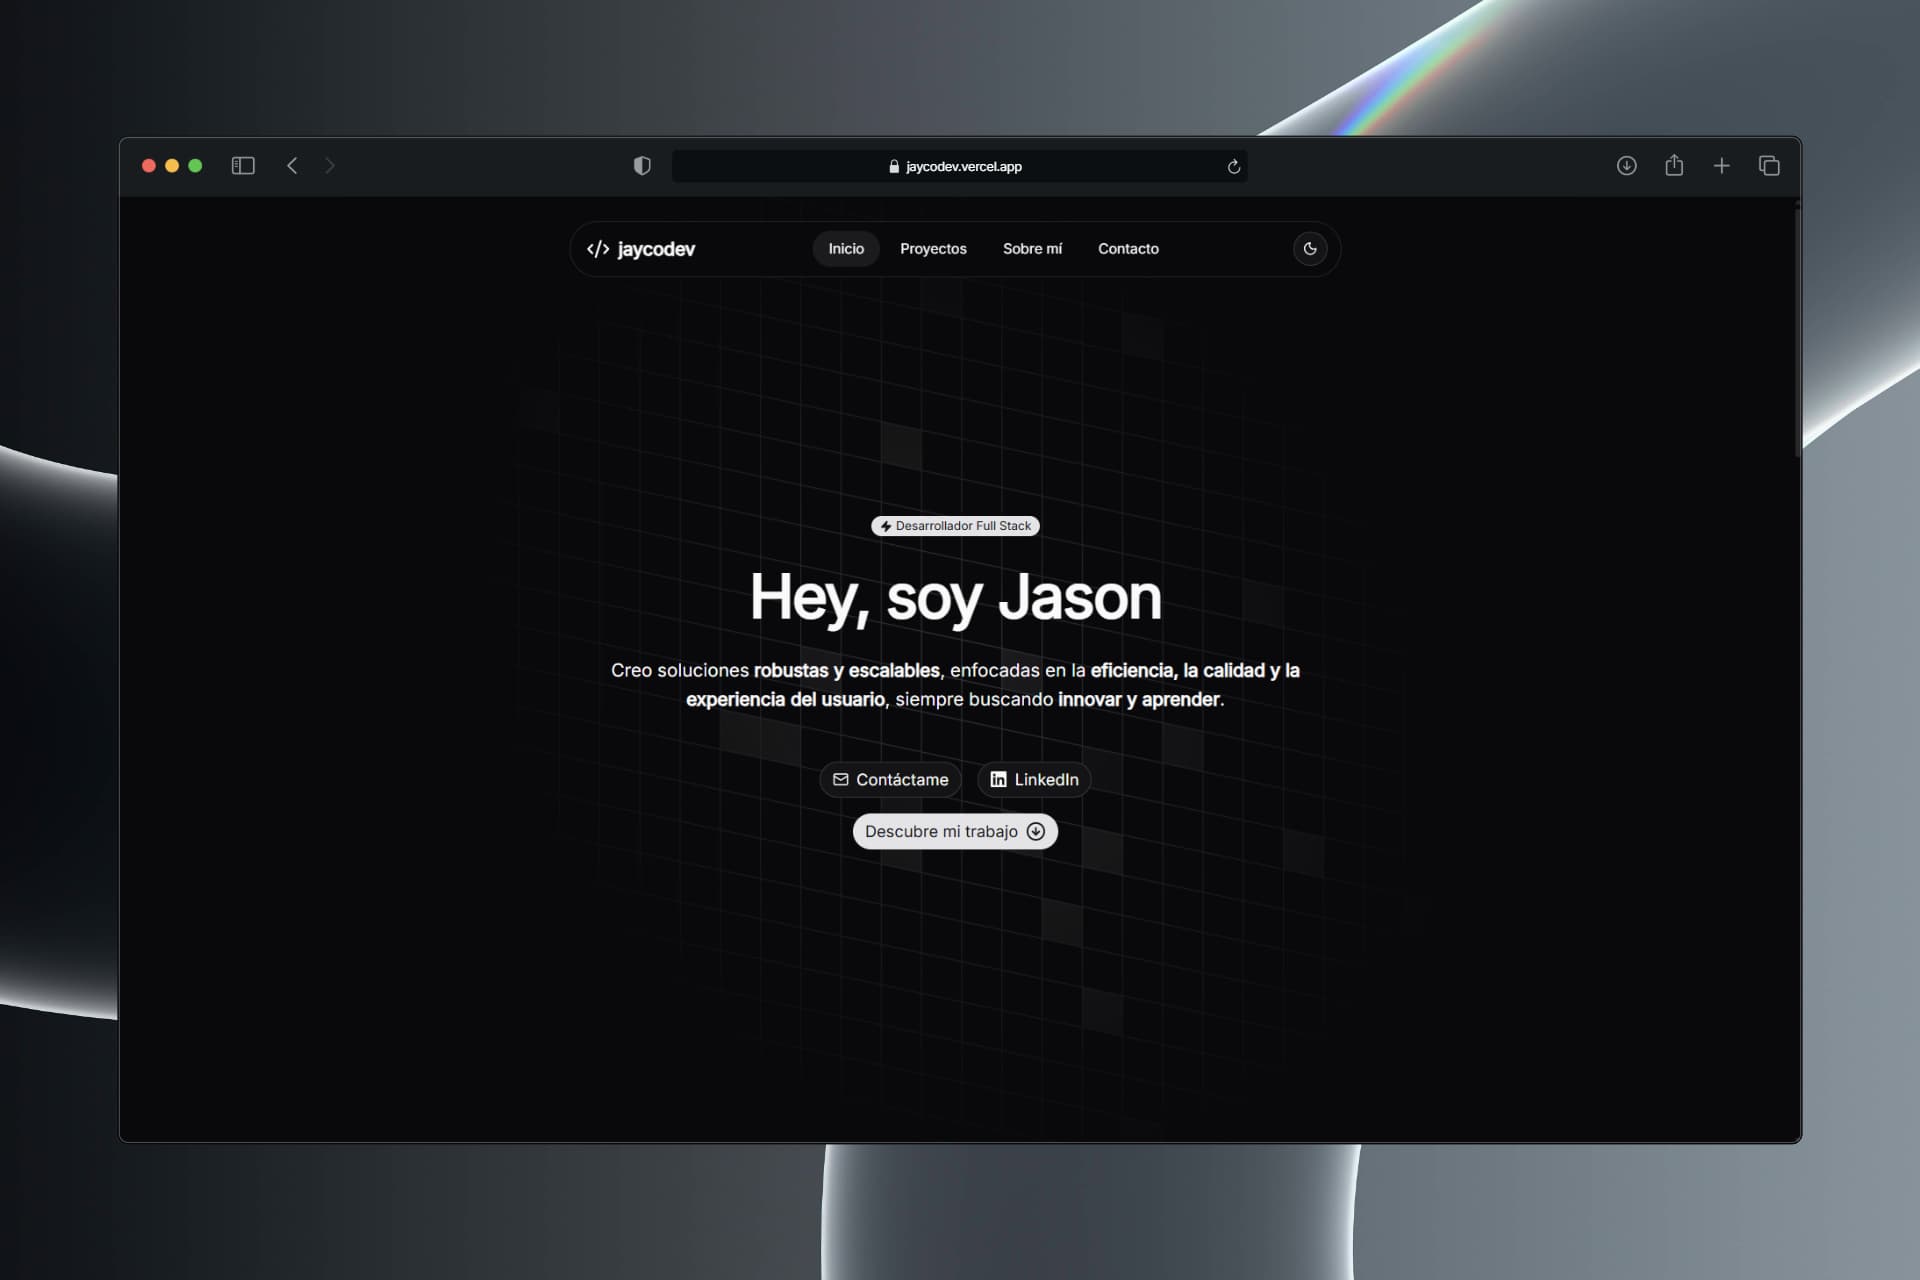 jaycodev.vercel.app
</> jaycodev
Inicio Proyectos Sobre mí Contacto
Desarrollador Full Stack
Hey, soy Jason
Creo soluciones robustas y escalables, enfocadas en la eficiencia, la calidad y la
experiencia del usuario, siempre buscando innovar y aprender.
Contáctame LinkedIn
Descubre mi trabajo